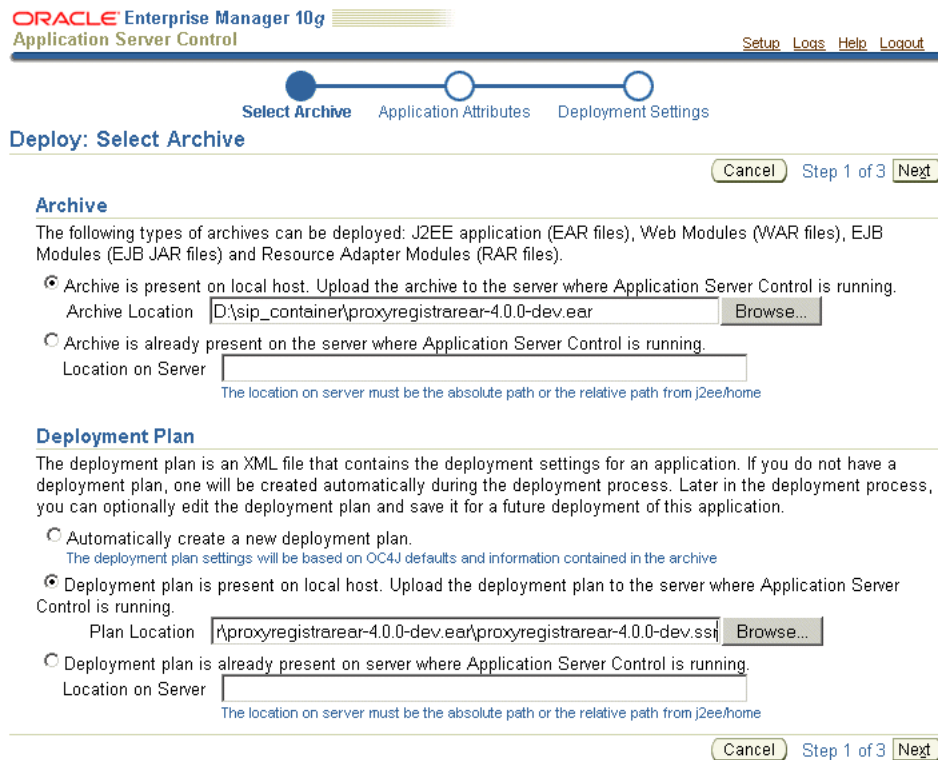 ORACLE Enterprise Manager 10g
Application Server Control
Setup Logs Help Logout
Select Archive Application Attributes Deployment Settings
Deploy: Select Archive
Cancel Step 1 of 3 Next
Archive
The following types of archives can be deployed: J2EE application (EAR files), Web Modules (WAR files), EJB
Modules (EJB JAR files) and Resource Adapter Modules (RAR files).
Archive is present on local host. Upload the archive to the server where Application Server Control is running.
Archive Location D:\sip_container\proxyregistrarear-4.0.0-dev.ear Browse...
Archive is already present on the server where Application Server Control is running.
Location on Server
The location on server must be the absolute path or the relative path from j2ee/home
Deployment Plan
The deployment plan is an XML file that contains the deployment settings for an application. If you do not have a
deployment plan, one will be created automatically during the deployment process. Later in the deployment process,
you can optionally edit the deployment plan and save it for a future deployment of this application.
Automatically create a new deployment plan.
The deployment plan settings will be based on OC4J defaults and information contained in the archive
Deployment plan is present on local host. Upload the deployment plan to the server where Application Server
Control is running.
Plan Location r\proxyregistrarear-4.0.0-dev.ear\proxyregistrarear-4.0.0-dev.ssr Browse...
Deployment plan is already present on server where Application Server Control is running.
Location on Server
The location on server must be the absolute path or the relative path from j2ee/home
Cancel Step 1 of 3 Next